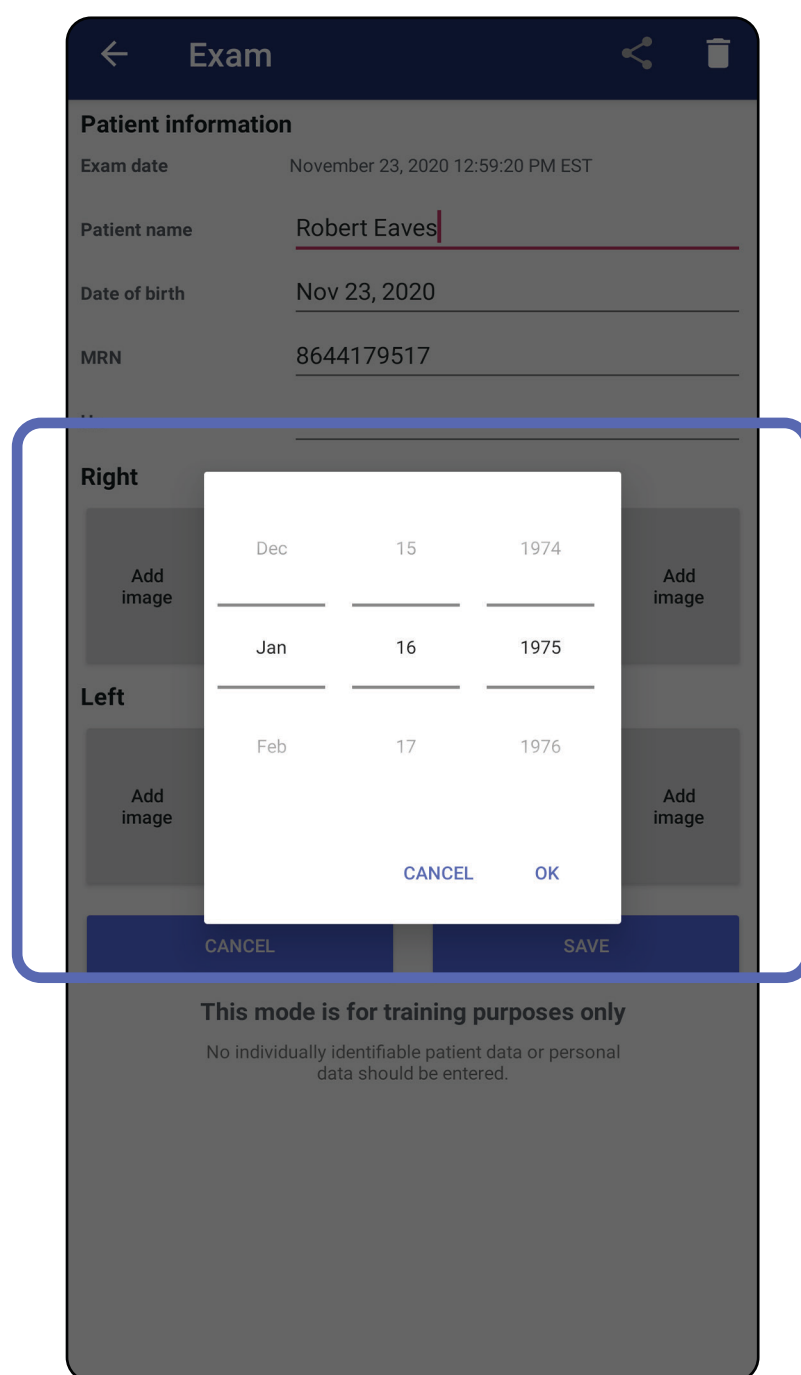 Exam
Patient information
Exam date November 23, 2020 12:59:20 PM EST
Patient name Robert Eaves
Date of birth Nov 23, 2020
MRN 8644179517
Right
Add
image
Add
image
Dec 15 1974
Jan 16 1975
Feb 17 1976
Left
Add
image
Add
image
CANCEL OK
CANCEL SAVE
This mode is for training purposes only
No individually identifiable patient data or personal
data should be entered.